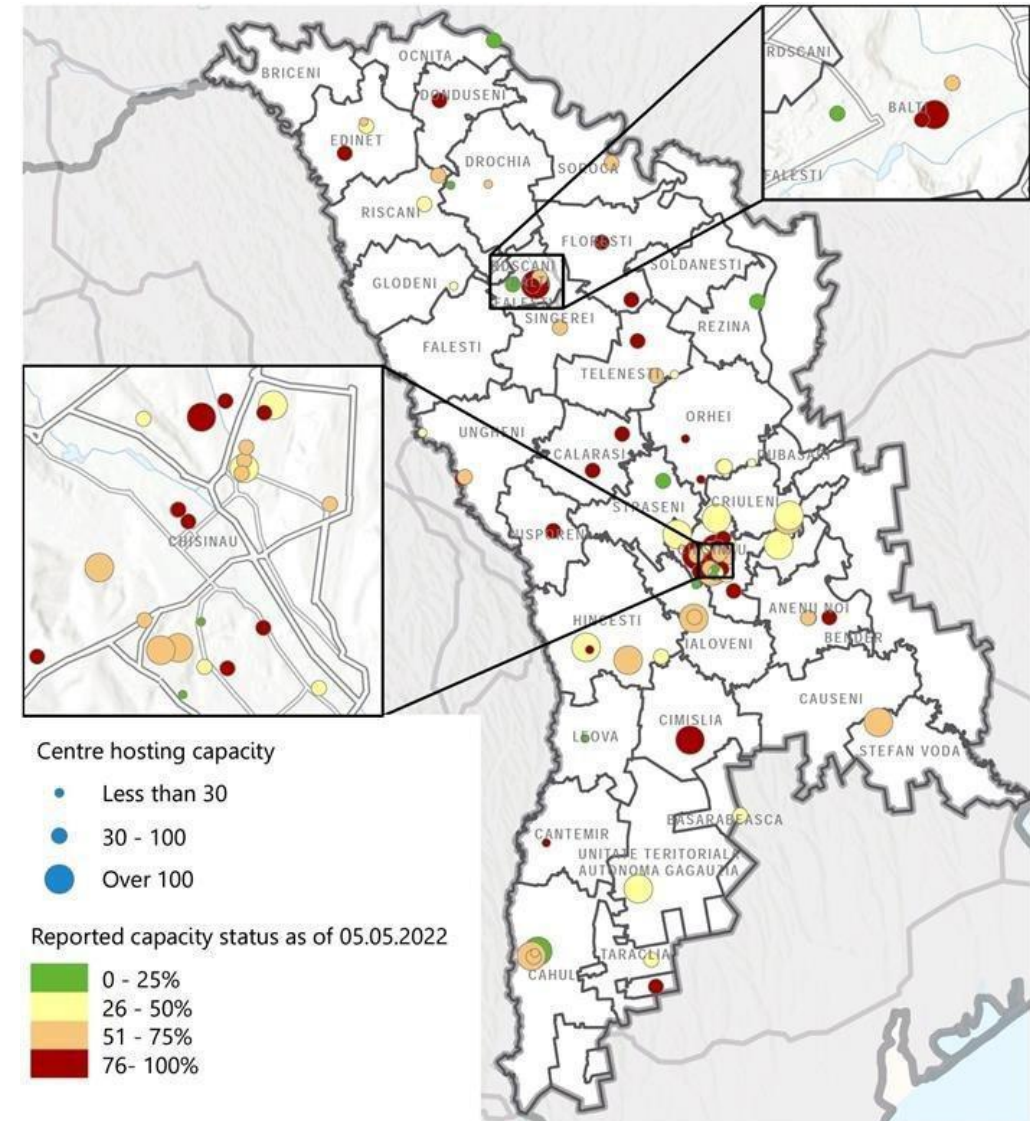 OCNITA
BRICENI
DONDUSENI
EDINET
DROCHIA
SOROCA
RISCANI
FLORESTI
SOLDANESTI
GLODENI
SINGEREI
REZINA
FALESTI
TELENESTI
ORHEI
UNGHENI
CALARASI
DUBASARI
STRASENI
CRIULENI
HINCESTI
ANENII NOI
IALOVENI
BENDER
CAUSENI
LEOVA
CIMISLIA
STEFAN VODA
BASARABEASCA
CANTEMIR
UNITATE TERITORIALA
AUTONOMA GAGAUZIA
TARACLIA
CAHUL
BALTI
FALESTI
CHISINAU
Centre hosting capacity
Less than 30
30 - 100
Over 100
Reported capacity status as of 05.05.2022
0 - 25%
26 - 50%
51 - 75%
76- 100%